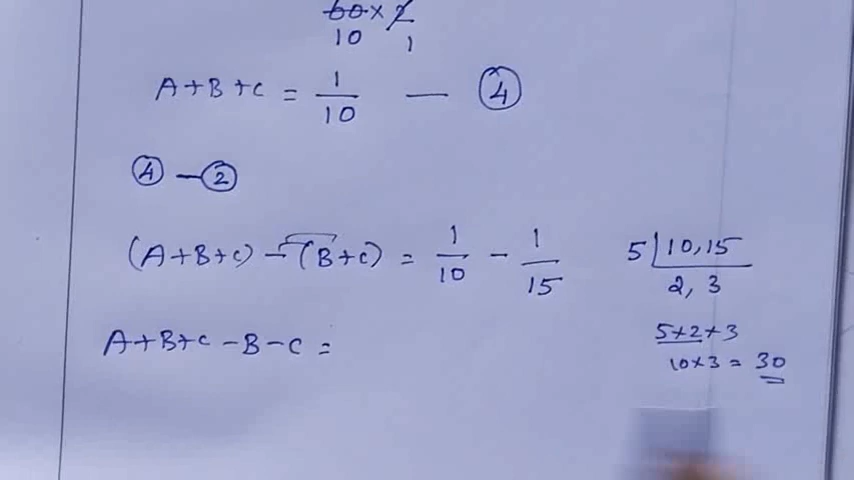 60 × 2
10 1
A+B+C = 1/10 — ④
④ — ②
(A+B+C) - (B+C) = 1/10 - 1/15
5 | 10, 15
2, 3
A+B+C - B - C =
5×2×3
10×3 = 30